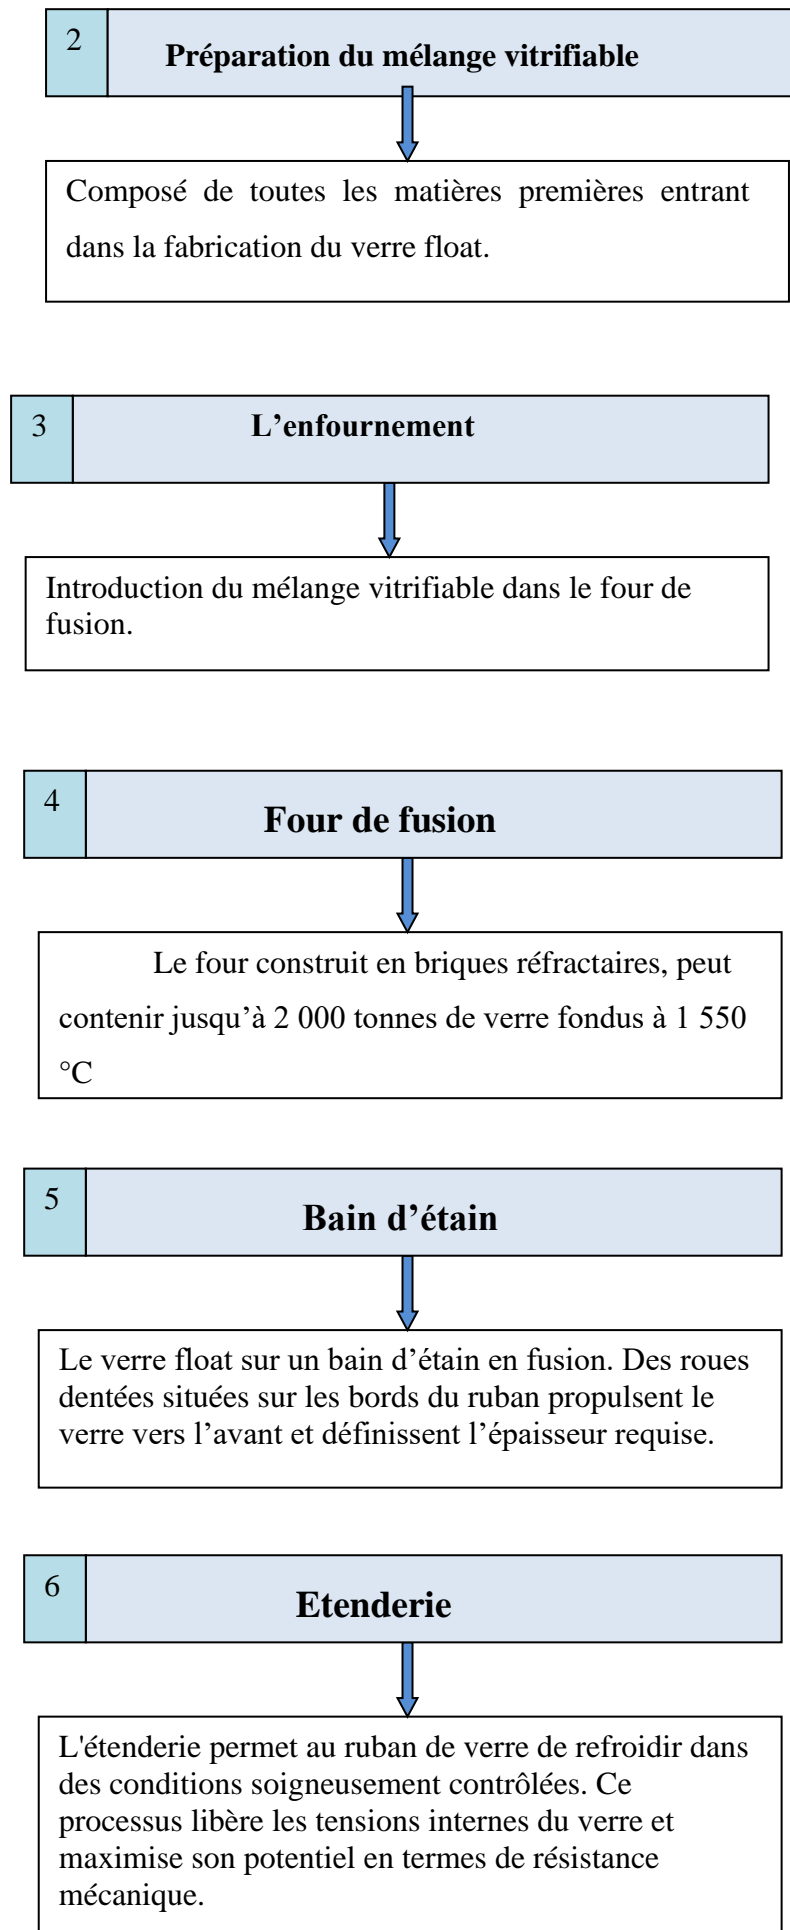 2
Préparation du mélange vitrifiable
Composé de toutes les matières premières entrant
dans la fabrication du verre float.
3
L’enfournement
Introduction du mélange vitrifiable dans le four de
fusion.
4
Four de fusion
Le four construit en briques réfractaires, peut
contenir jusqu’à 2 000 tonnes de verre fondus à 1 550
°C
5
Bain d’étain
Le verre float sur un bain d’étain en fusion. Des roues
dentées situées sur les bords du ruban propulsent le
verre vers l’avant et définissent l’épaisseur requise.
6
Etenderie
L'étenderie permet au ruban de verre de refroidir dans
des conditions soigneusement contrôlées. Ce
processus libère les tensions internes du verre et
maximise son potentiel en termes de résistance
mécanique.